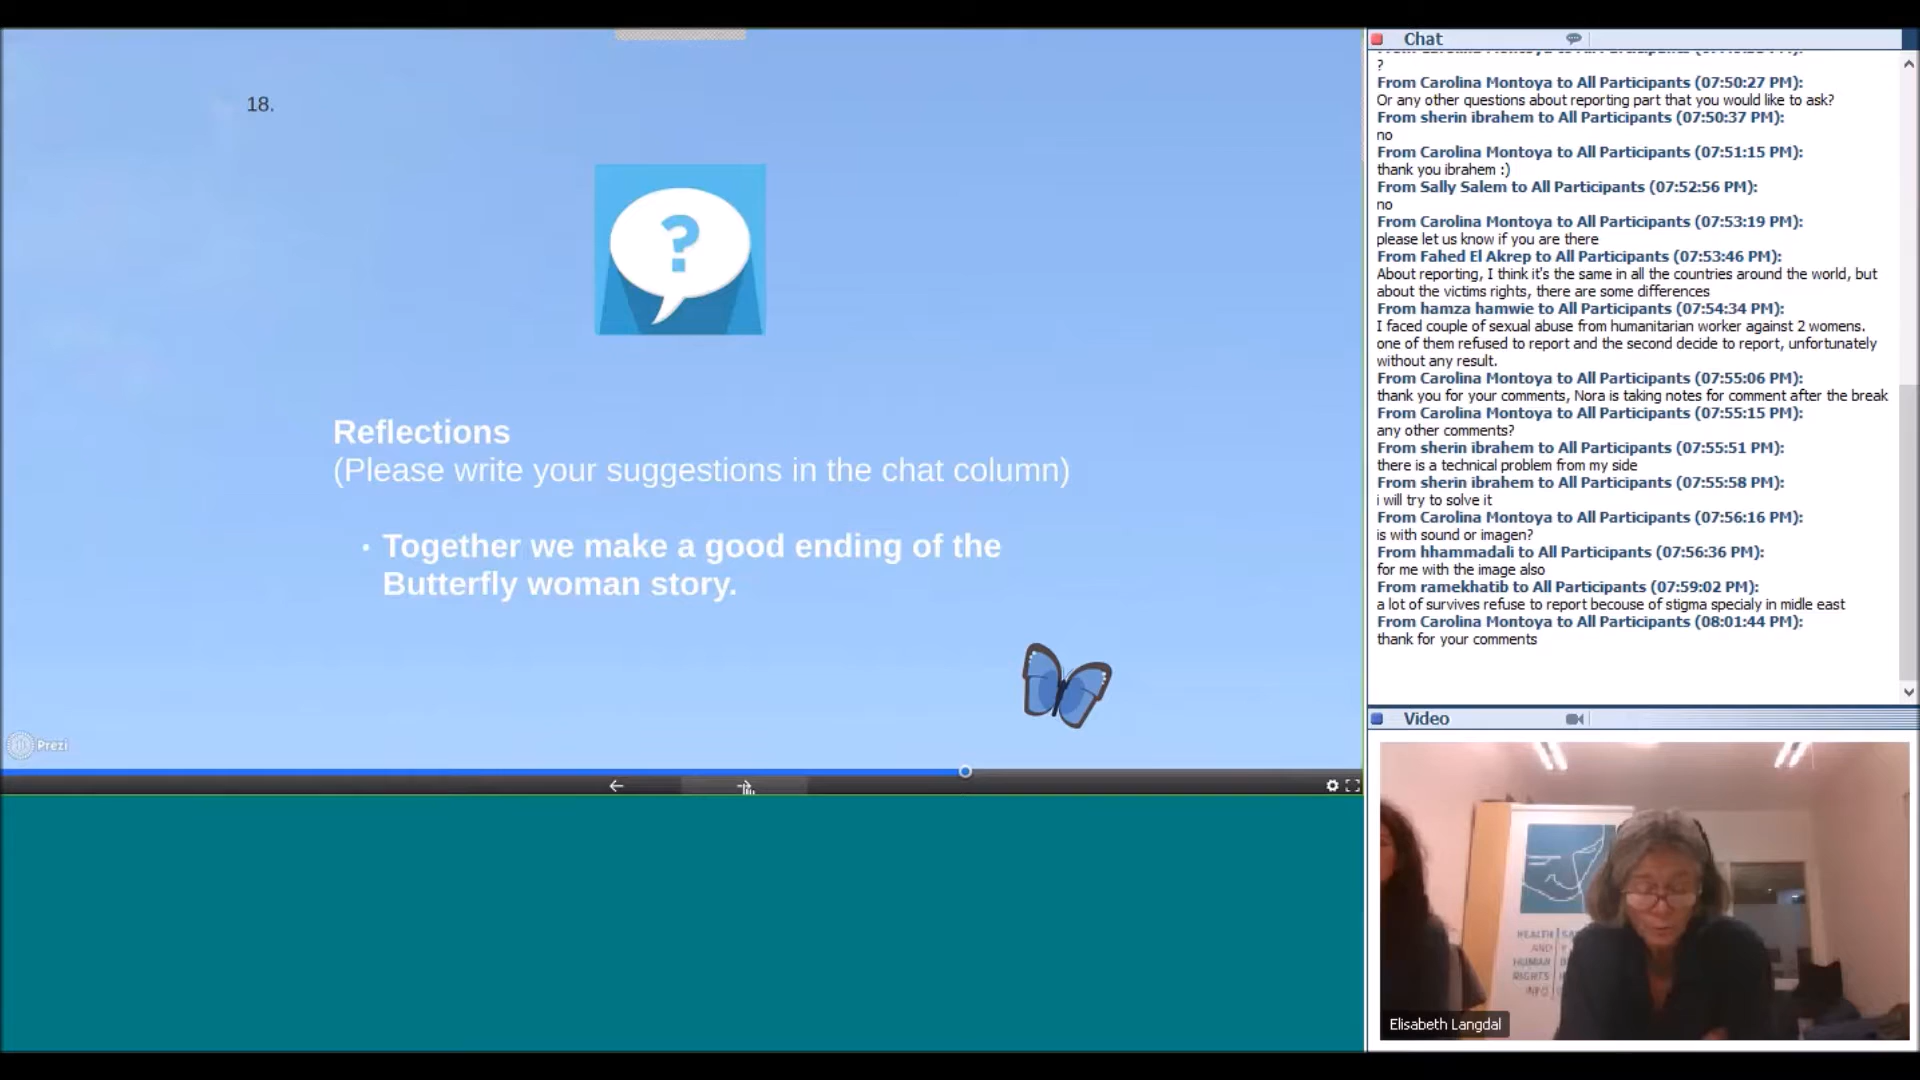 18.
?
Reflections
(Please write your suggestions in the chat column)
• Together we make a good ending of the
Butterfly woman story.
Prezi
Chat
?
From Carolina Montoya to All Participants (07:50:27 PM):
Or any other questions about reporting part that you would like to ask?
From sherin ibrahem to All Participants (07:50:37 PM):
no
From Carolina Montoya to All Participants (07:51:15 PM):
thank you ibrahem :)
From Sally Salem to All Participants (07:52:56 PM):
no
From Carolina Montoya to All Participants (07:53:19 PM):
please let us know if you are there
From Fahed El Akrep to All Participants (07:53:46 PM):
About reporting, I think it's the same in all the countries around the world, but
about the victims rights, there are some differences
From hamza hamwie to All Participants (07:54:34 PM):
I faced couple of sexual abuse from humanitarian worker against 2 womens.
one of them refused to report and the second decide to report, unfortunately
without any result.
From Carolina Montoya to All Participants (07:55:06 PM):
thank you for your comments, Nora is taking notes for comment after the break
From Carolina Montoya to All Participants (07:55:15 PM):
any other comments?
From sherin ibrahem to All Participants (07:55:51 PM):
there is a technical problem from my side
From sherin ibrahem to All Participants (07:55:58 PM):
i will try to solve it
From Carolina Montoya to All Participants (07:56:16 PM):
is with sound or imagen?
From hhammadali to All Participants (07:56:36 PM):
for me with the image also
From ramekhatib to All Participants (07:59:02 PM):
a lot of survives refuse to report becouse of stigma specialy in midle east
From Carolina Montoya to All Participants (08:01:44 PM):
thank for your comments
Video
HEALTH
AND
HUMAN
RIGHTS
INFO
Elisabeth Langdal